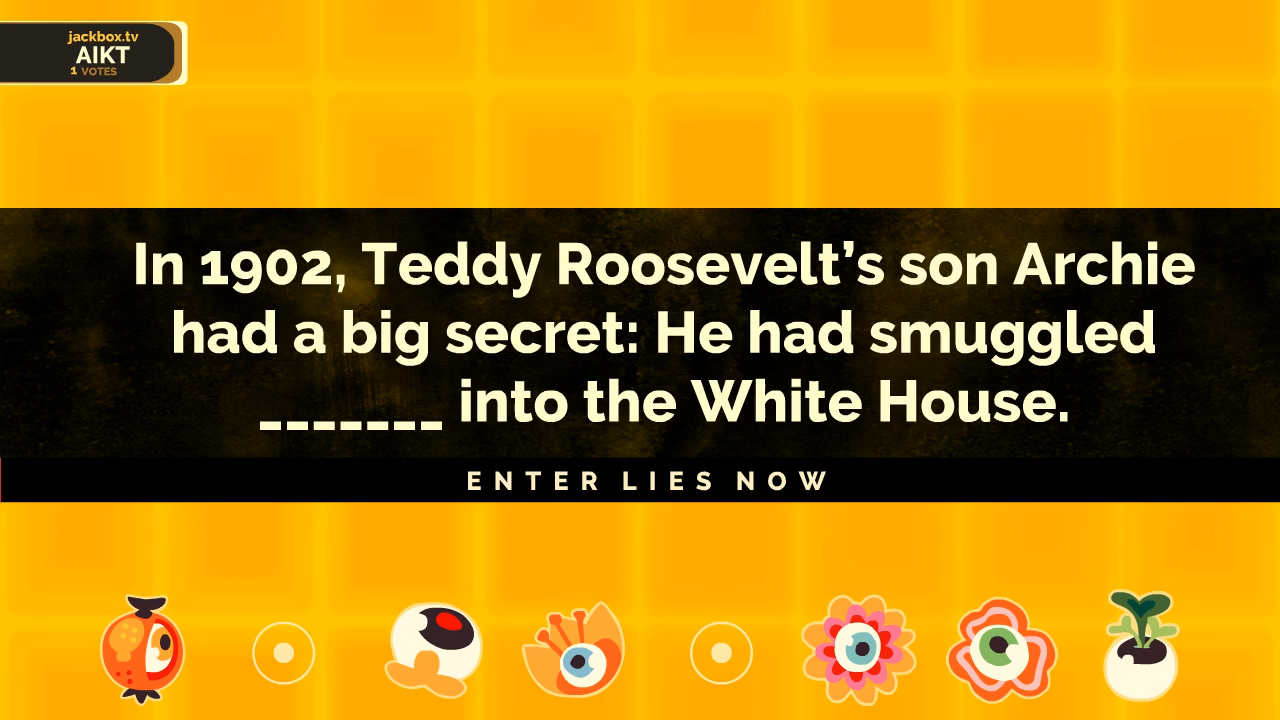 jackbox.tv
AIKT
1 VOTES
In 1902, Teddy Roosevelt’s son Archie
had a big secret: He had smuggled
_______ into the White House.
ENTER LIES NOW